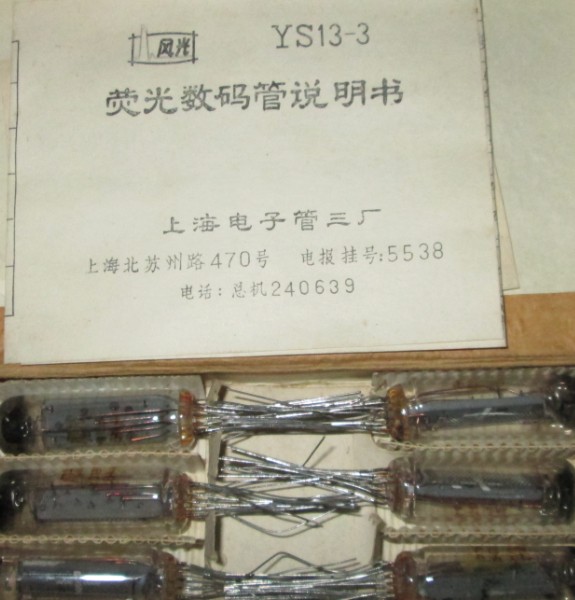 风光 YS13-3
荧光数码管说明书
上海电子管三厂
上海北苏州路470号 电报挂号:5538
电话:总机240639